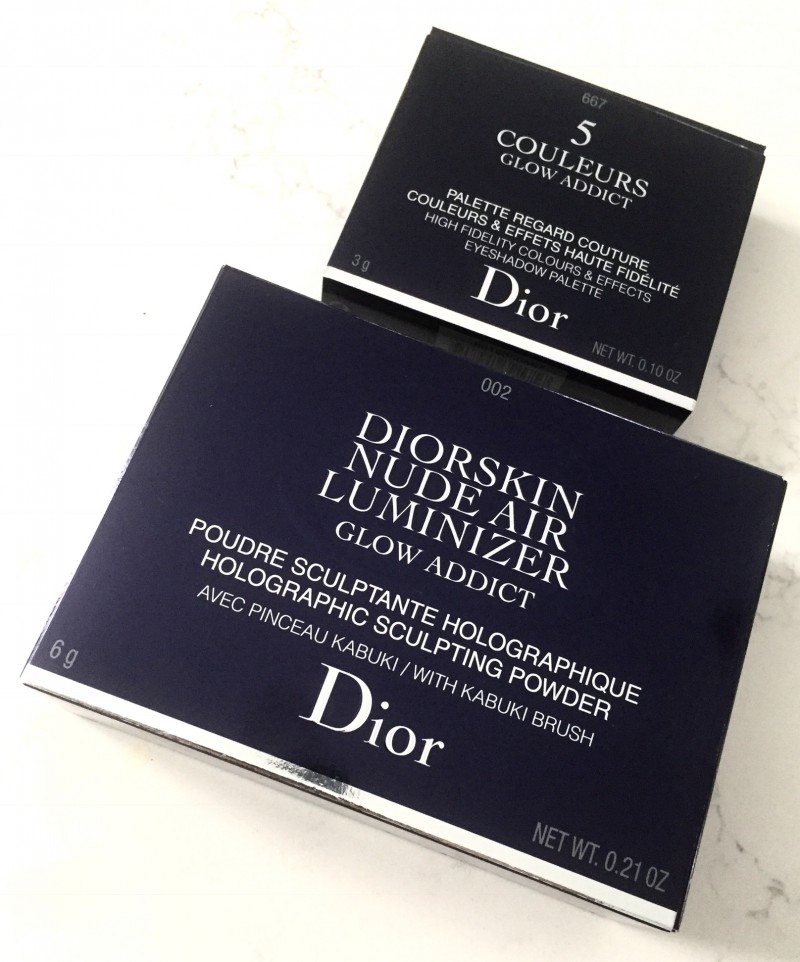 667
5
COULEURS
GLOW ADDICT
PALETTE REGARD COUTURE
COULEURS & EFFETS HAUTE FIDÉLITÉ
HIGH FIDELITY COLOURS & EFFECTS
EYESHADOW PALETTE
3 g
Dior
NET WT. 0.10 OZ
002
DIORSKIN
NUDE AIR
LUMINIZER
GLOW ADDICT
POUDRE SCULPTANTE HOLOGRAPHIQUE
HOLOGRAPHIC SCULPTING POWDER
AVEC PINCEAU KABUKI / WITH KABUKI BRUSH
6 g
Dior
NET WT. 0.21 OZ